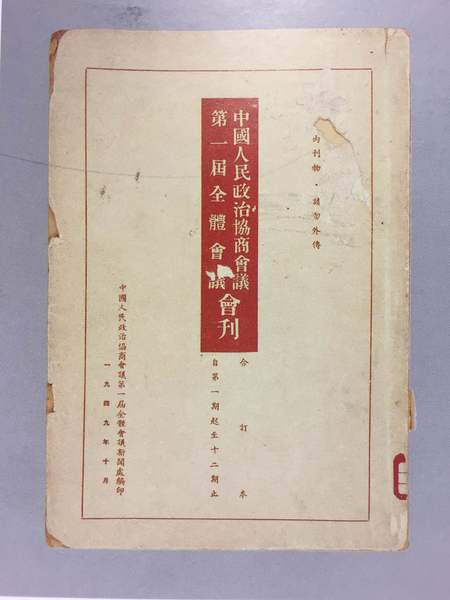 內刊物·請勿外傳
中國人民政治協商會議
第一屆全體會議
會刊
合訂本
自第一期起至十二期止
中國人民政治協商會議第一屆全體會議新聞處編印
一九四九年十月